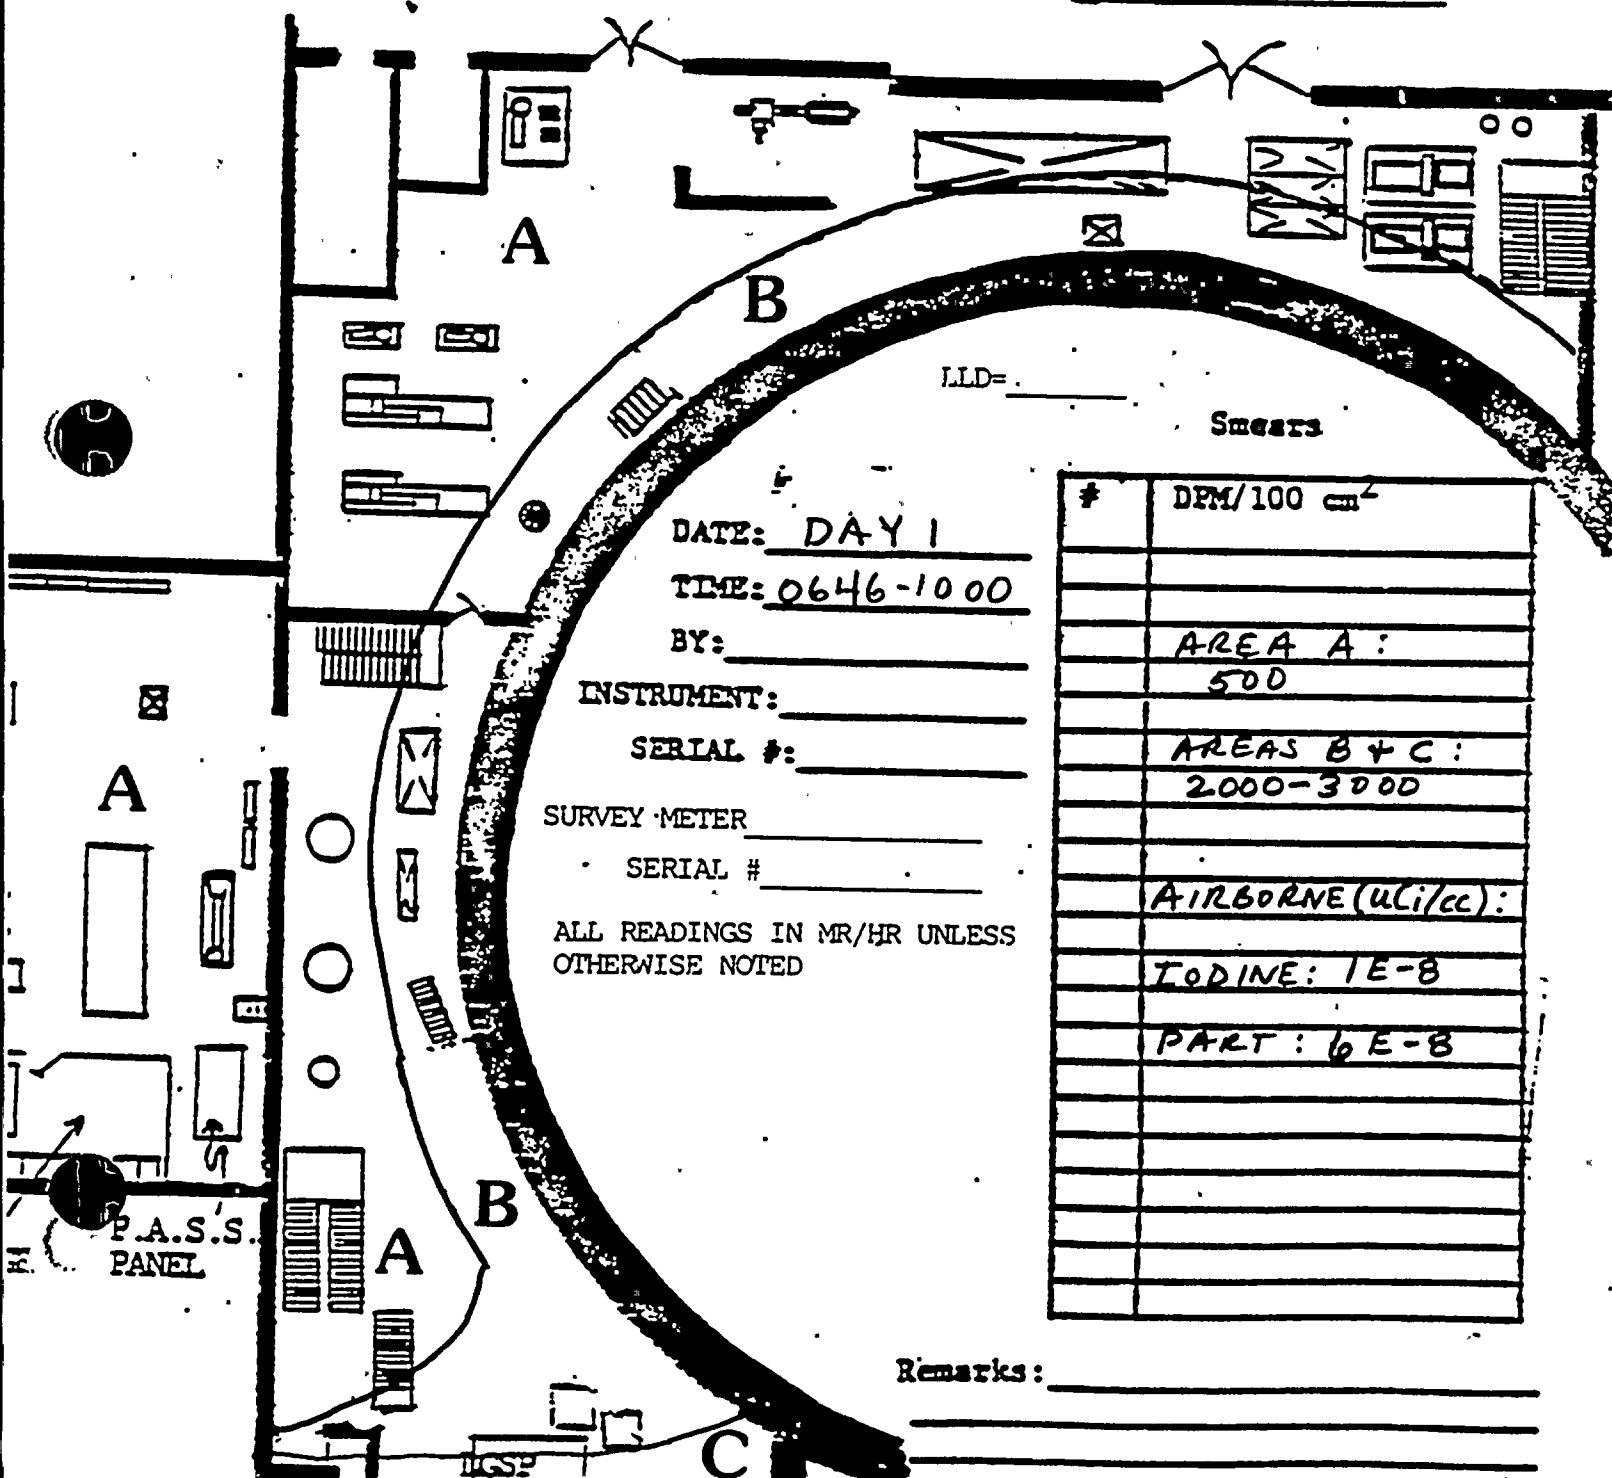 A
B
LLD=
Smears
# DPM/100 cm²
DATE: DAY 1
TIME: 0646-1000
BY:
INSTRUMENT:
SERIAL #:
SURVEY METER
SERIAL #
ALL READINGS IN MR/HR UNLESS
OTHERWISE NOTED
AREA A:
500
AREAS B & C:
2000-3000
AIRBORNE (uCi/cc):
IODINE: 1E-8
PART: 6E-8
A
B
A
P.A.S.S.
PANEL
Remarks:
C